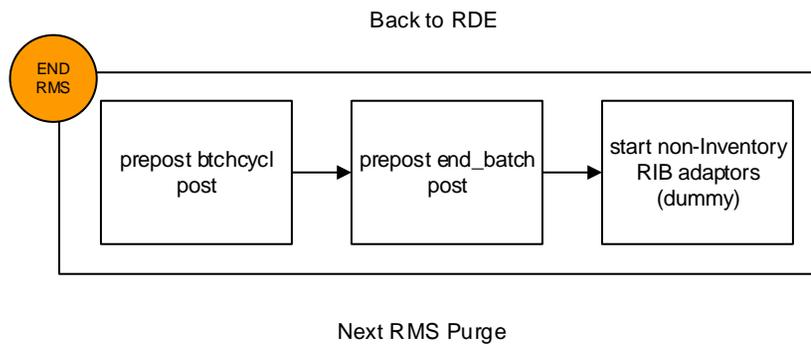 Back to RDE
END
RMS
prepost btchcycl
post
prepost end_batch
post
start non-Inventory
RIB adaptors
(dummy)
Next RMS Purge